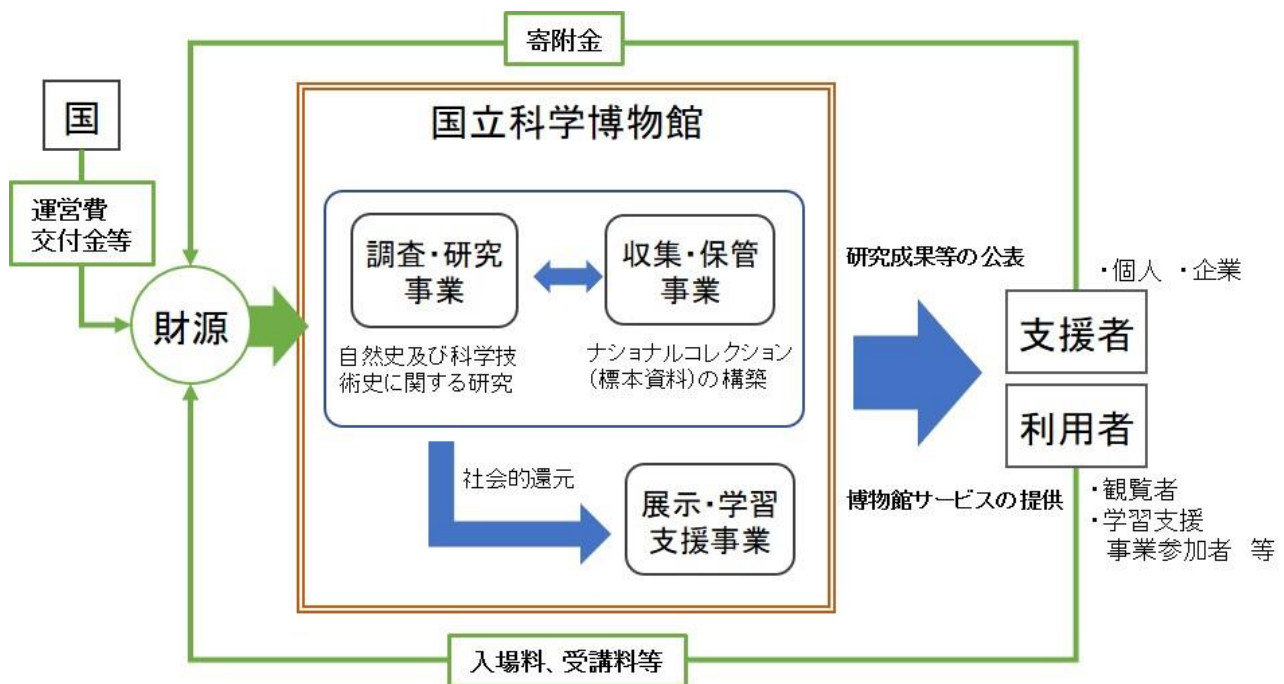 寄附金
国
国立科学博物館
運営費
交付金等
調査・研究
事業
収集・保管
事業
研究成果等の公表
・個人 ・企業
財源
支援者
自然史及び科学技
術史に関する研究
ナショナルコレクション
(標本資料)の構築
利用者
社会的還元
展示・学習
支援事業
博物館サービスの提供
・観覧者
・学習支援
事業参加者 等
入場料、受講料等